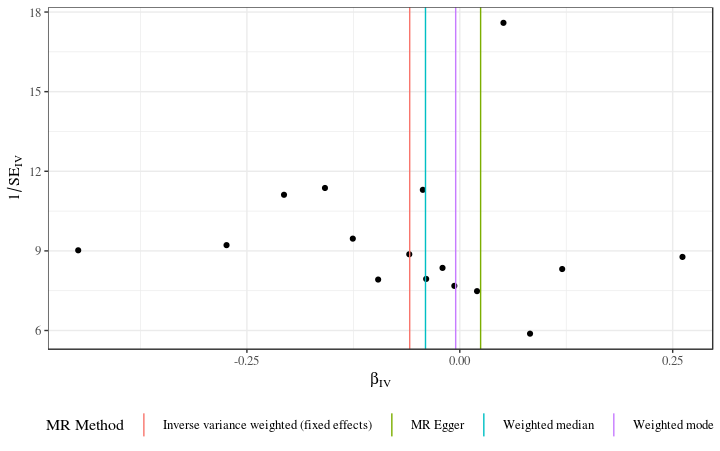 18
15
12
9
6
1/SE_IV
-0.25 0.00 0.25
β_IV
MR Method Inverse variance weighted (fixed effects) MR Egger Weighted median Weighted mode